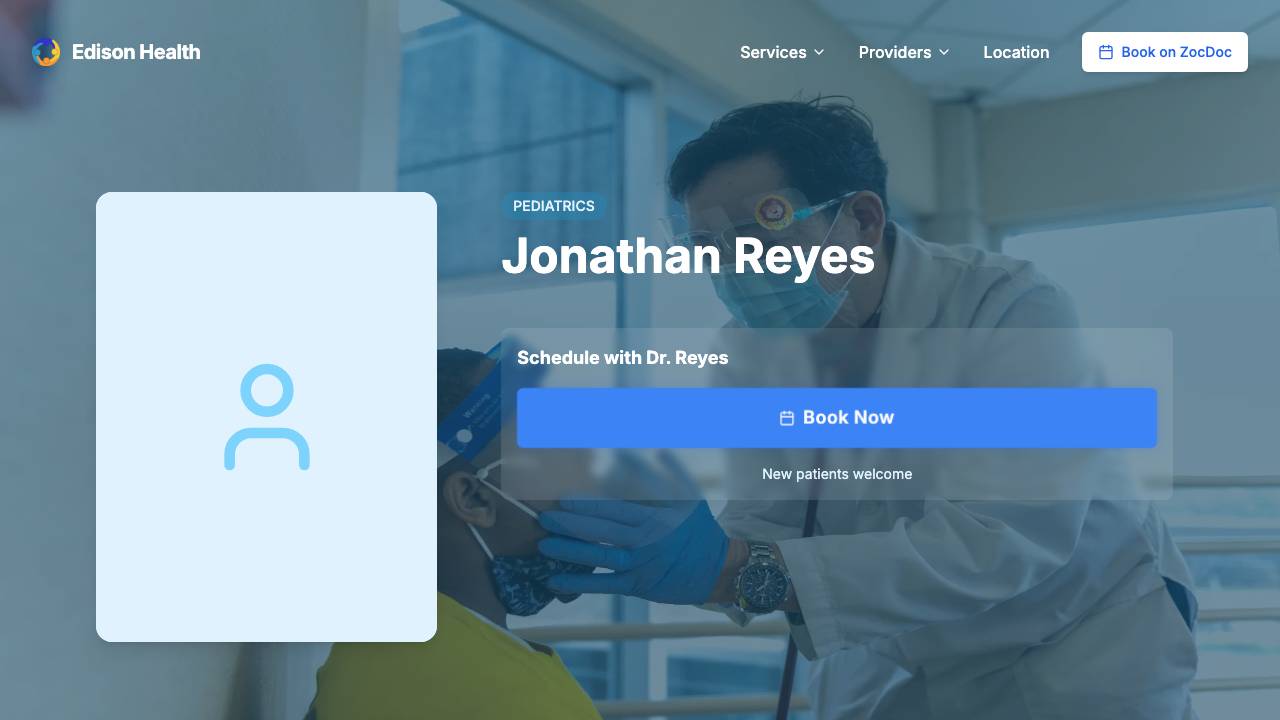 Edison Health
Services
Providers
Location
Book on ZocDoc
PEDIATRICS
Jonathan Reyes
Schedule with Dr. Reyes
Book Now
New patients welcome